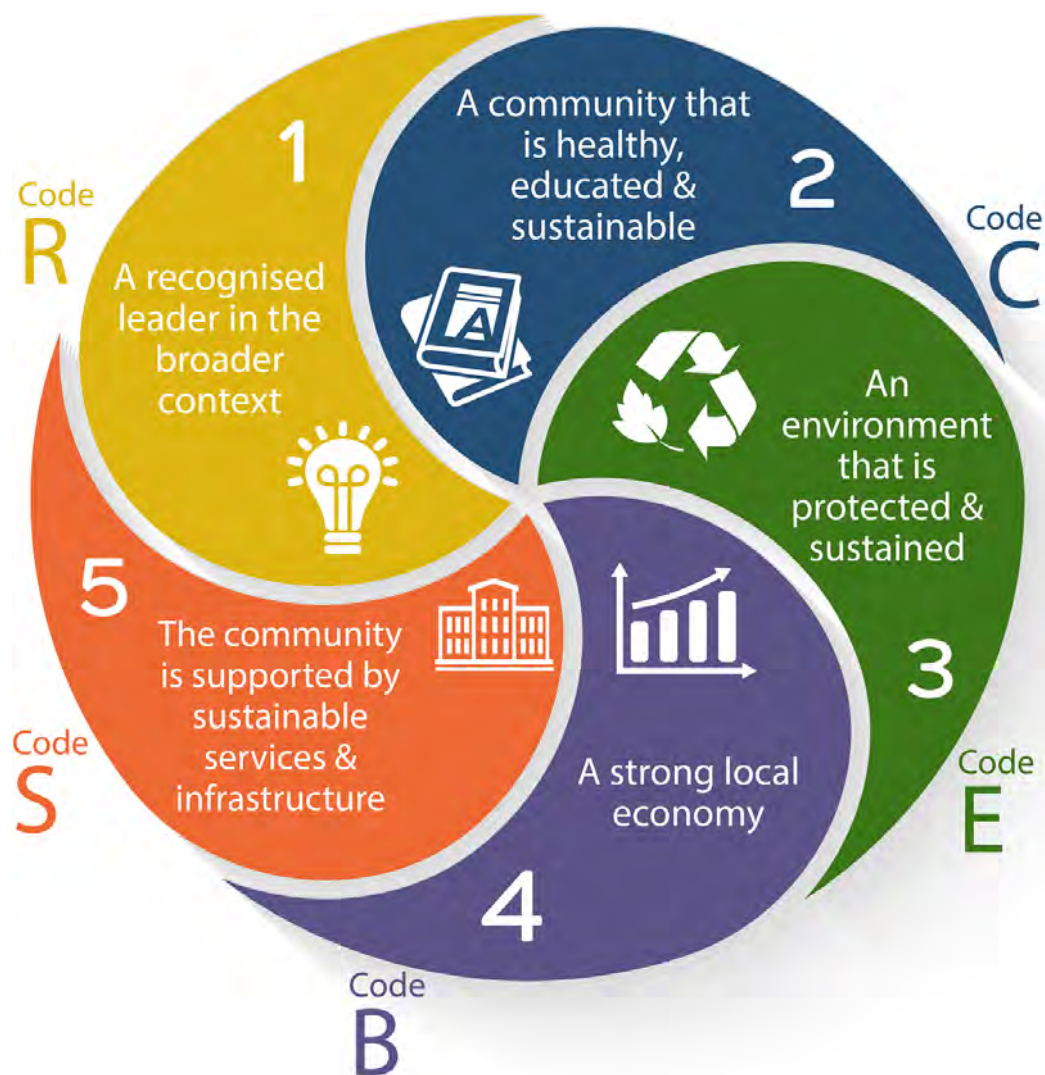 1
Code
R
A recognised
leader in the
broader
context
A community that
is healthy,
educated &
sustainable
2
Code
C
A
An
environment
that is
protected &
sustained
3
Code
E
A strong local
economy
4
Code
B
5
The community
is supported by
sustainable
services &
infrastructure
Code
S